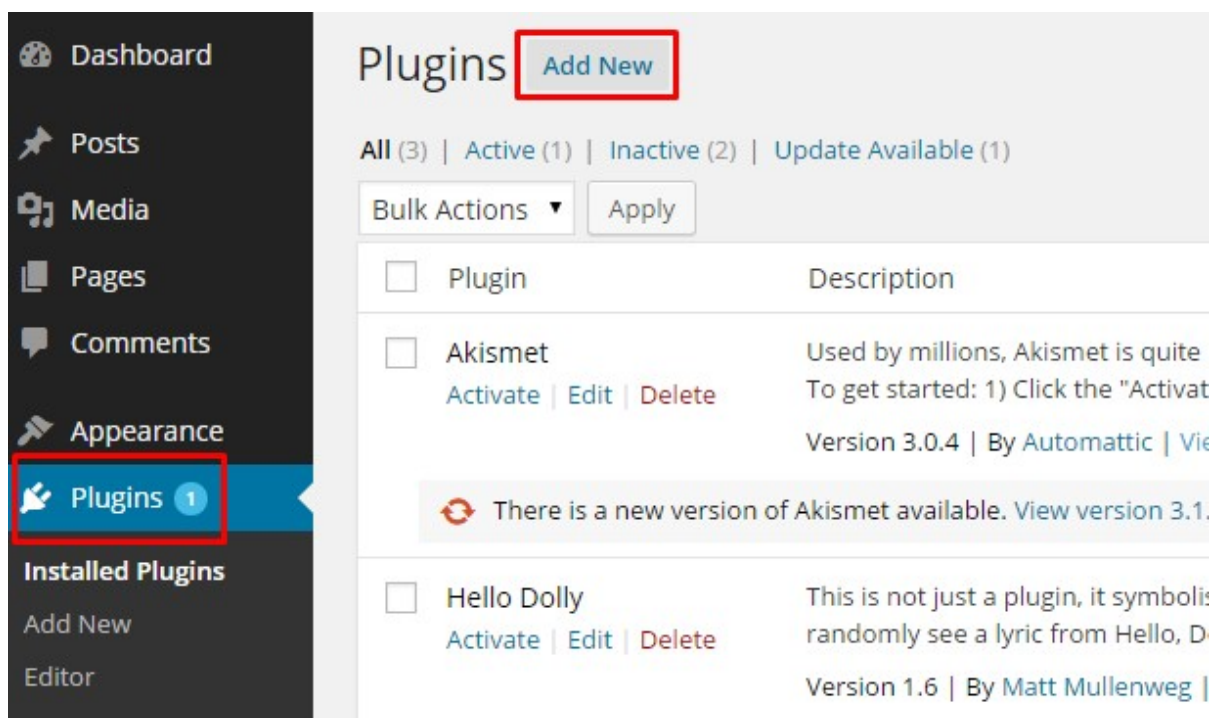 Dashboard
Posts
Media
Pages
Comments
Appearance
Plugins 1
Installed Plugins
Add New
Editor
Plugins Add New
All (3) | Active (1) | Inactive (2) | Update Available (1)
Bulk Actions Apply
Plugin Description
Akismet
Activate | Edit | Delete
Used by millions, Akismet is quite
To get started: 1) Click the "Activat
Version 3.0.4 | By Automattic | Vie
There is a new version of Akismet available. View version 3.1.
Hello Dolly
Activate | Edit | Delete
This is not just a plugin, it symbolis
randomly see a lyric from Hello, D
Version 1.6 | By Matt Mullenweg |